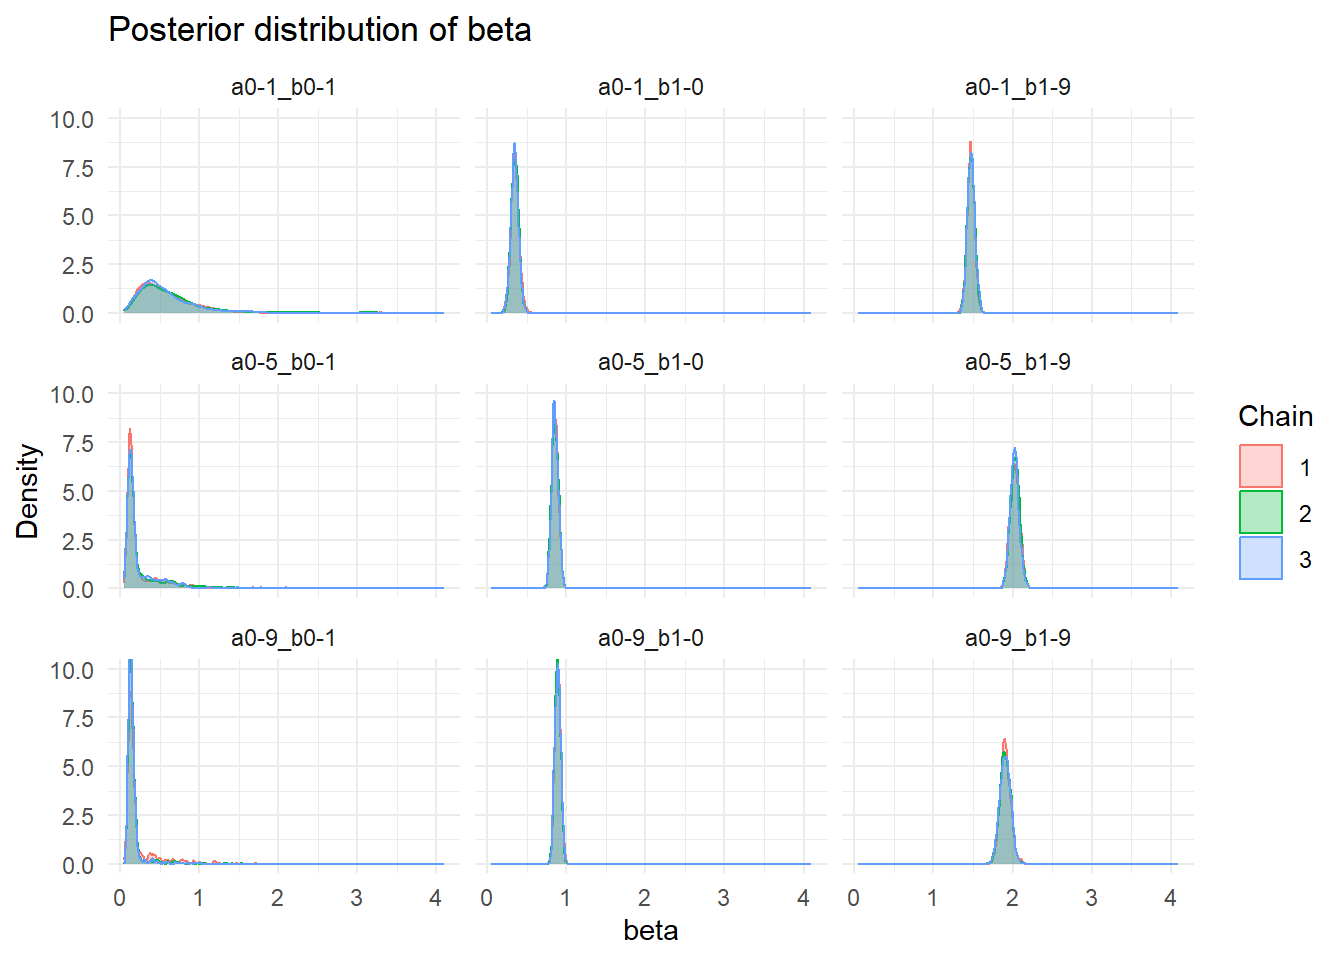 Posterior distribution of beta
a0-1_b0-1 a0-1_b1-0 a0-1_b1-9
10.0
7.5
5.0
2.5
0.0
a0-5_b0-1 a0-5_b1-0 a0-5_b1-9
10.0
7.5
5.0
2.5
0.0
a0-9_b0-1 a0-9_b1-0 a0-9_b1-9
10.0
7.5
5.0
2.5
0.0
0 1 2 3 4 0 1 2 3 4 0 1 2 3 4
beta
Density
Chain
1
2
3